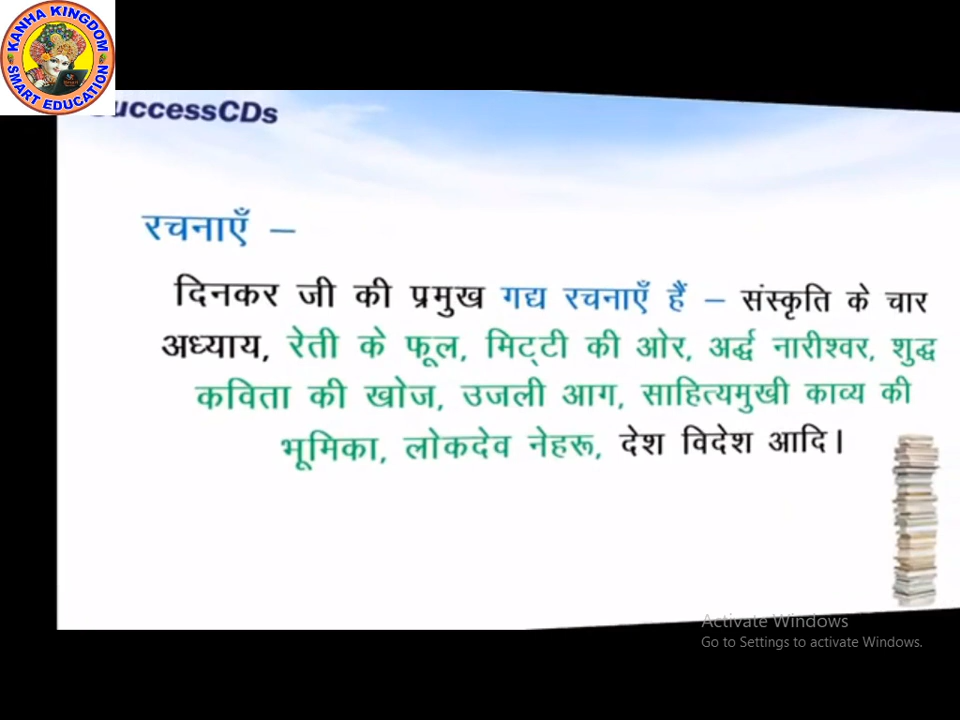 KANHA KINGDOM
SMART EDUCATION
uccessCDs
रचनाएँ –
दिनकर जी की प्रमुख गद्य रचनाएँ हैं – संस्कृति के चार
अध्याय, रेती के फूल, मिट्टी की ओर, अर्द्ध नारीश्वर, शुद्ध
कविता की खोज, उजली आग, साहित्यमुखी काव्य की
भूमिका, लोकदेव नेहरू, देश विदेश आदि।
Activate Windows
Go to Settings to activate Windows.